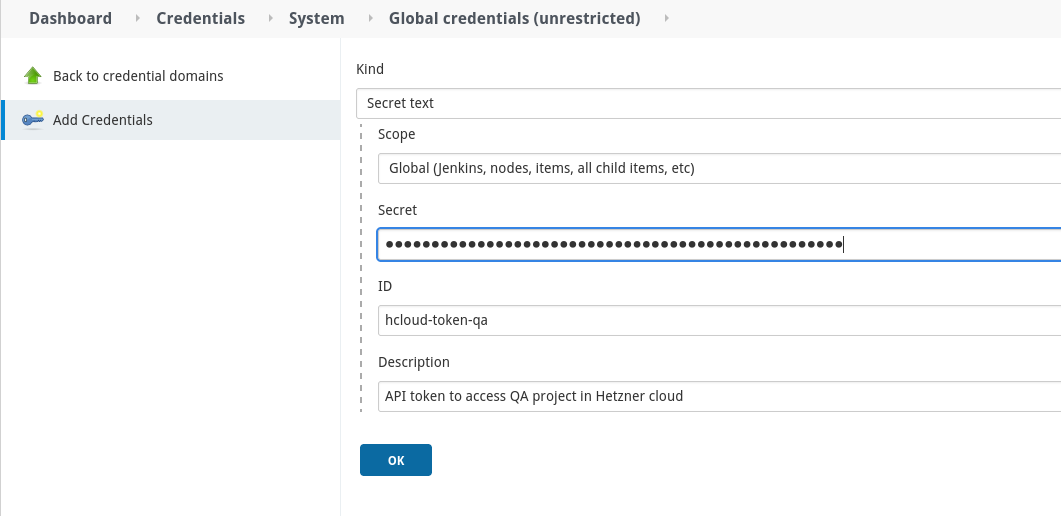 Dashboard Credentials System Global credentials (unrestricted)
Back to credential domains
Add Credentials
Kind
Secret text
Scope
Global (Jenkins, nodes, items, all child items, etc)
Secret
ID
hcloud-token-qa
Description
API token to access QA project in Hetzner cloud
OK